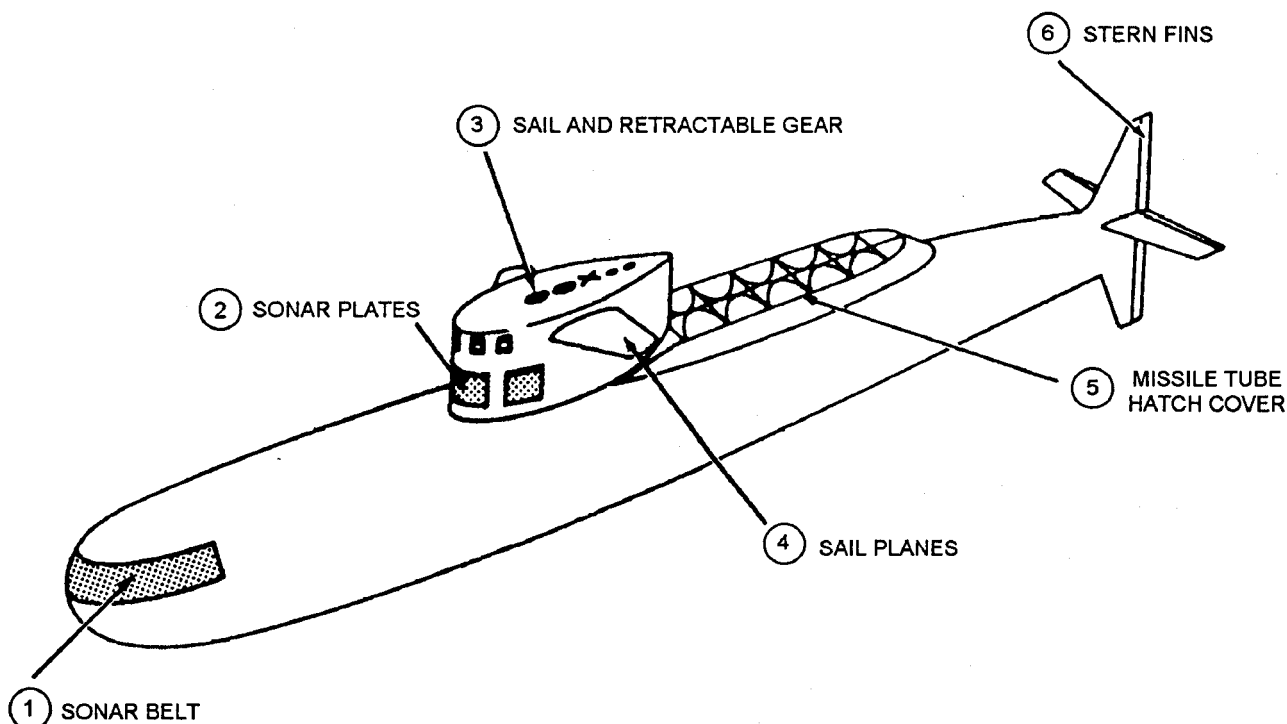 6 STERN FINS
3 SAIL AND RETRACTABLE GEAR
2 SONAR PLATES
5 MISSILE TUBE
HATCH COVER
4 SAIL PLANES
1 SONAR BELT